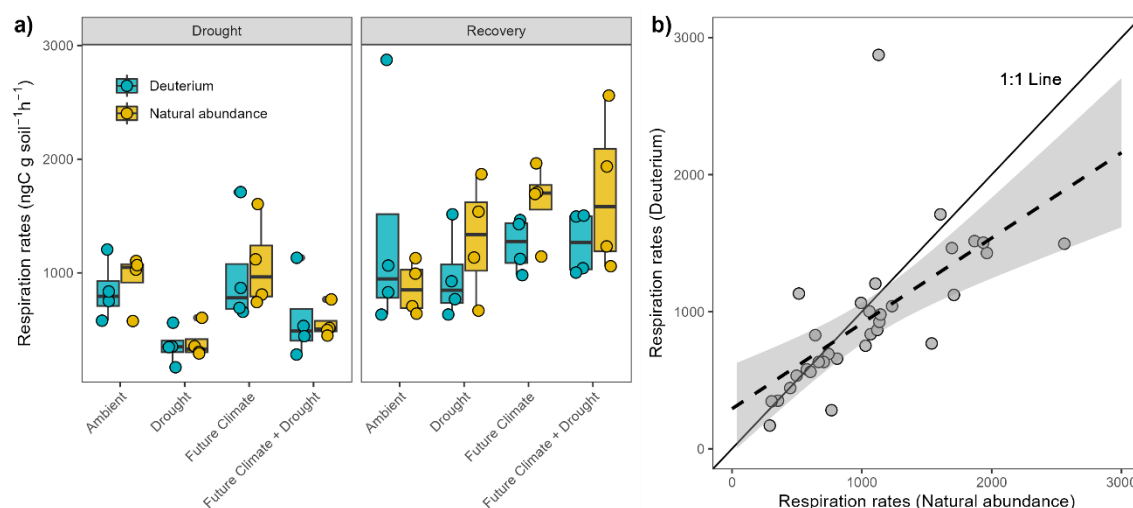 a)
Drought
Recovery
Respiration rates (ngC g soil⁻¹h⁻¹)
3000
2000
1000
Deuterium
Natural abundance
Ambient
Drought
Future Climate
Future Climate + Drought
Ambient
Drought
Future Climate
Future Climate + Drought
b)
Respiration rates (Deuterium)
3000
2000
1000
0
1:1 Line
0
1000
2000
3000
Respiration rates (Natural abundance)